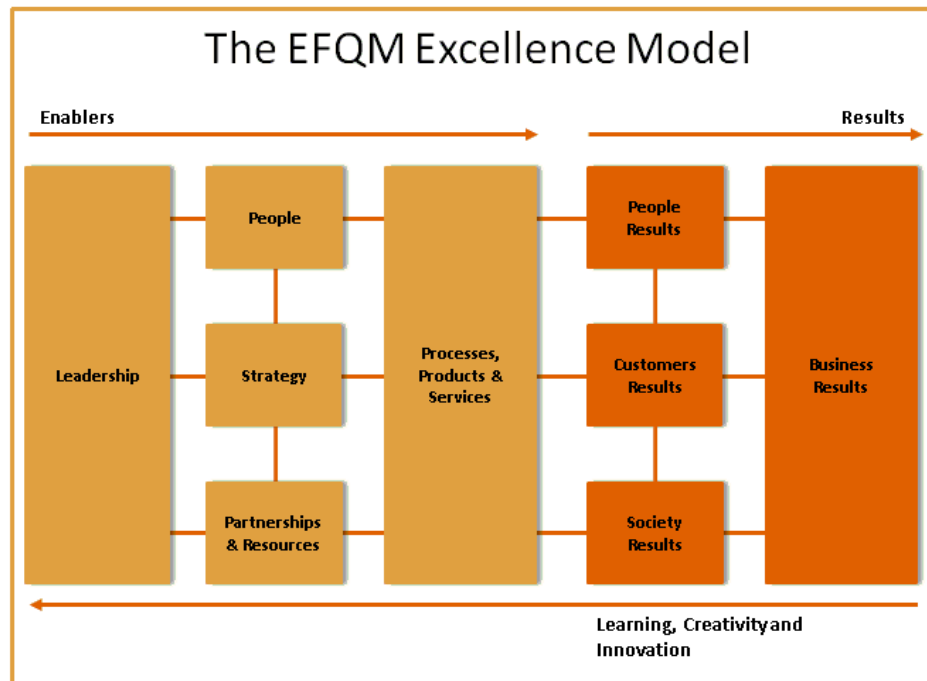 The EFQM Excellence Model
Enablers
Results
Leadership
People
Strategy
Partnerships
& Resources
Processes,
Products &
Services
People
Results
Customers
Results
Society
Results
Business
Results
Learning, Creativity and
Innovation